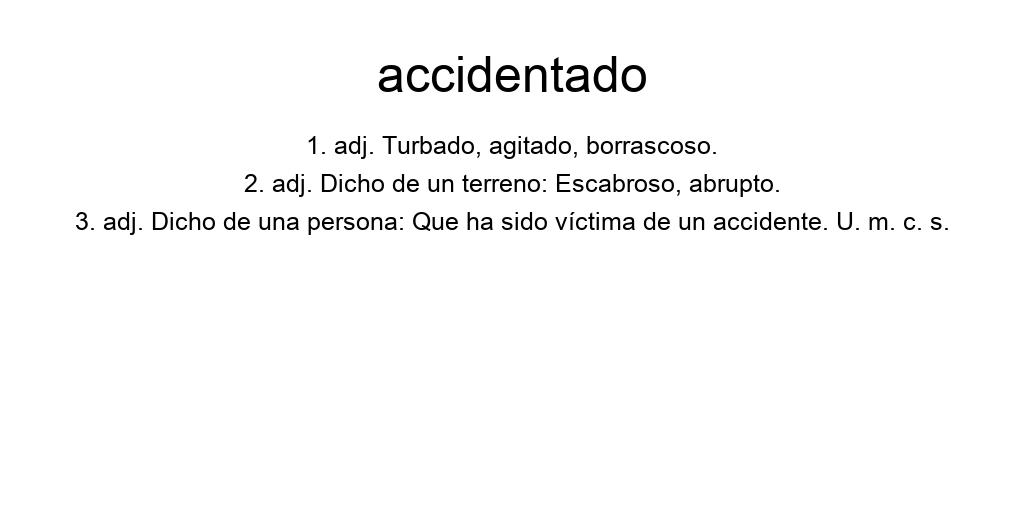 accidentado
1. adj. Turbado, agitado, borrascoso.
2. adj. Dicho de un terreno: Escabroso, abrupto.
3. adj. Dicho de una persona: Que ha sido víctima de un accidente. U. m. c. s.